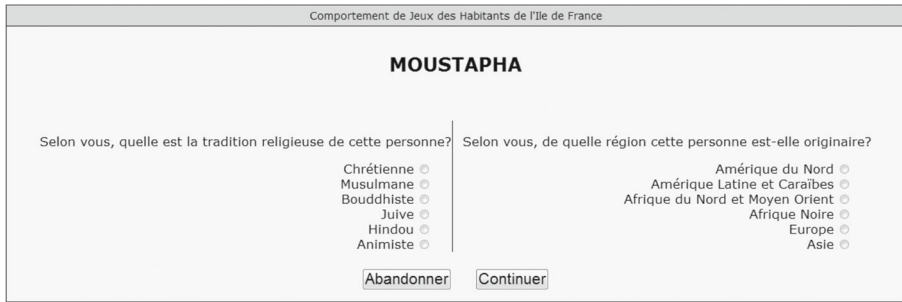 Comportement de Jeux des Habitants de l'Ile de France
MOUSTAPHA
Selon vous, quelle est la tradition religieuse de cette personne?
Chrétienne
Musulmane
Bouddhiste
Juive
Hindou
Animiste
Selon vous, de quelle région cette personne est-elle originaire?
Amérique du Nord
Amérique Latine et Caraïbes
Afrique du Nord et Moyen Orient
Afrique Noire
Europe
Asie
Abandonner
Continuer